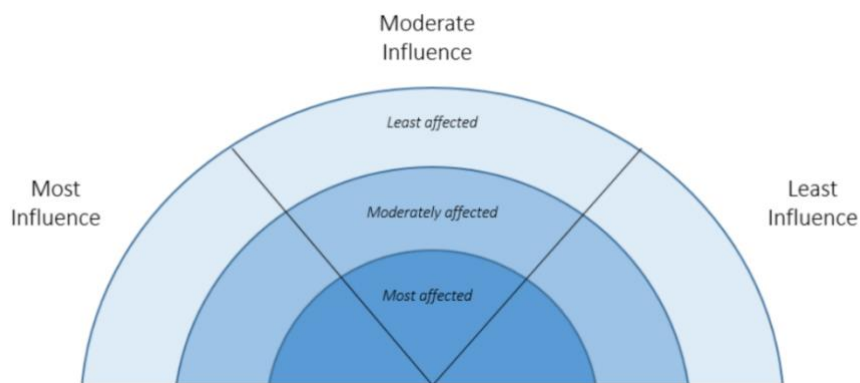 Moderate
Influence
Least affected
Most
Influence
Least
Influence
Moderately affected
Most affected